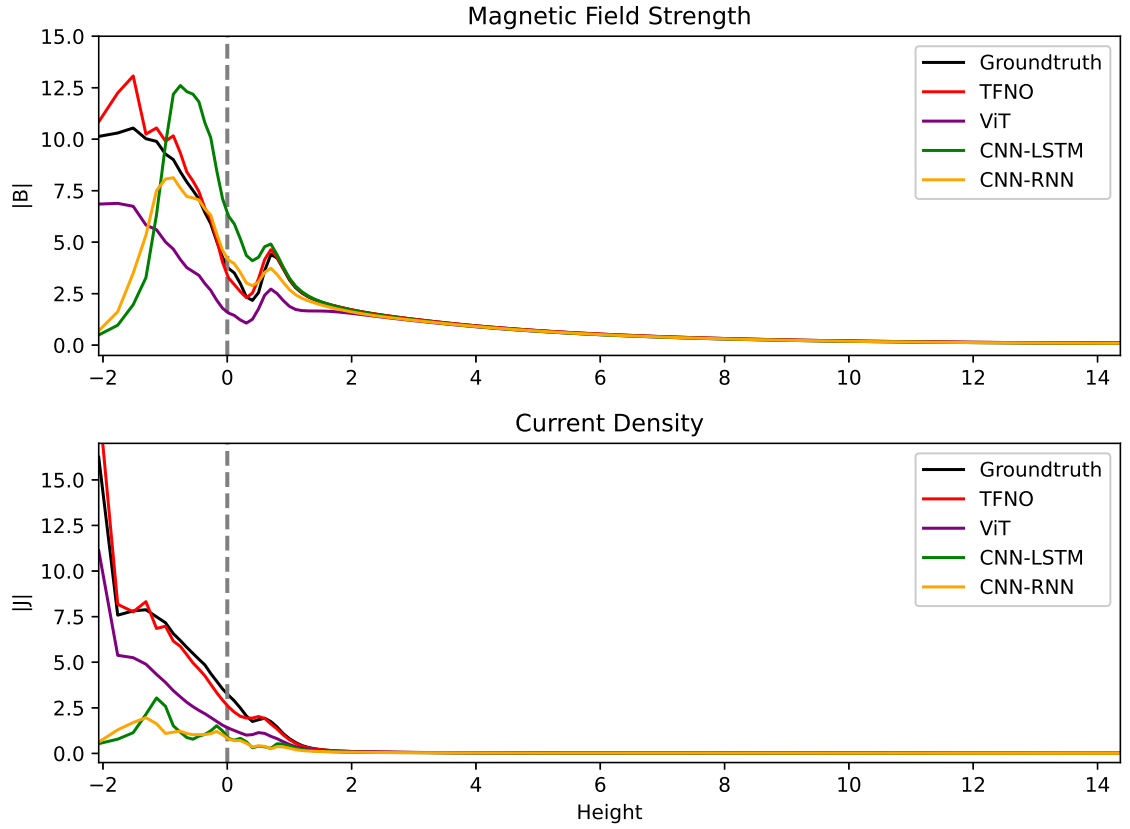 Magnetic Field Strength
|B|
15.0
12.5
10.0
7.5
5.0
2.5
0.0
−2 0 2 4 6 8 10 12 14
Groundtruth
TFNO
ViT
CNN-LSTM
CNN-RNN
Current Density
|J|
15.0
12.5
10.0
7.5
5.0
2.5
0.0
−2 0 2 4 6 8 10 12 14
Height
Groundtruth
TFNO
ViT
CNN-LSTM
CNN-RNN